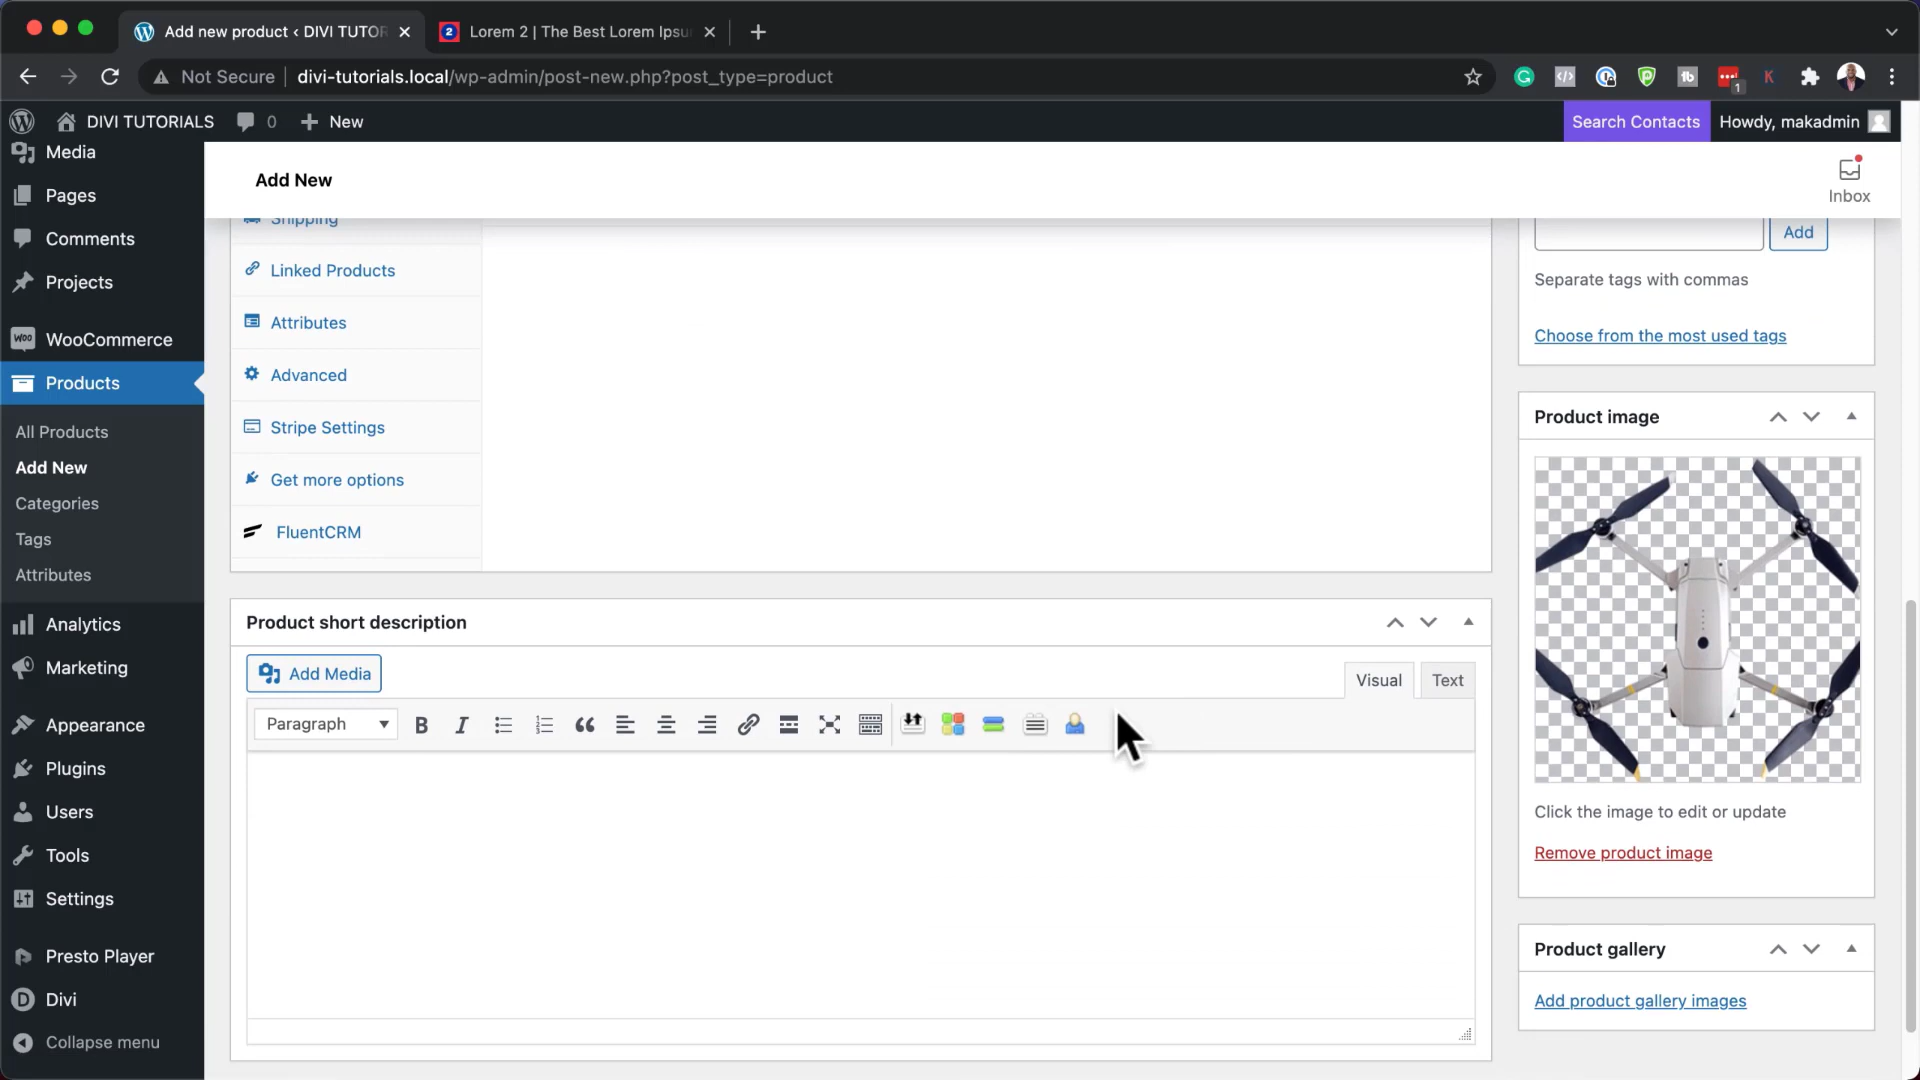 Add new product ‹ DIVI TUTOR
2
Lorem 2 | The Best Lorem Ipsu
Not Secure
divi-tutorials.local/wp-admin/post-new.php?post_type=product
1
DIVI TUTORIALS
0
New
Search Contacts
Howdy, makadmin
Media
Pages
Comments
Projects
WooCommerce
Products
All Products
Add New
Categories
Tags
Attributes
Analytics
Marketing
Appearance
Plugins
Users
Tools
Settings
Presto Player
Divi
Collapse menu
Add New
Inbox
Shipping
Linked Products
Attributes
Advanced
Stripe Settings
Get more options
FluentCRM
Product short description
Add Media
Visual
Text
Paragraph
B
I
Add
Separate tags with commas
Choose from the most used tags
Product image
Click the image to edit or update
Remove product image
Product gallery
Add product gallery images